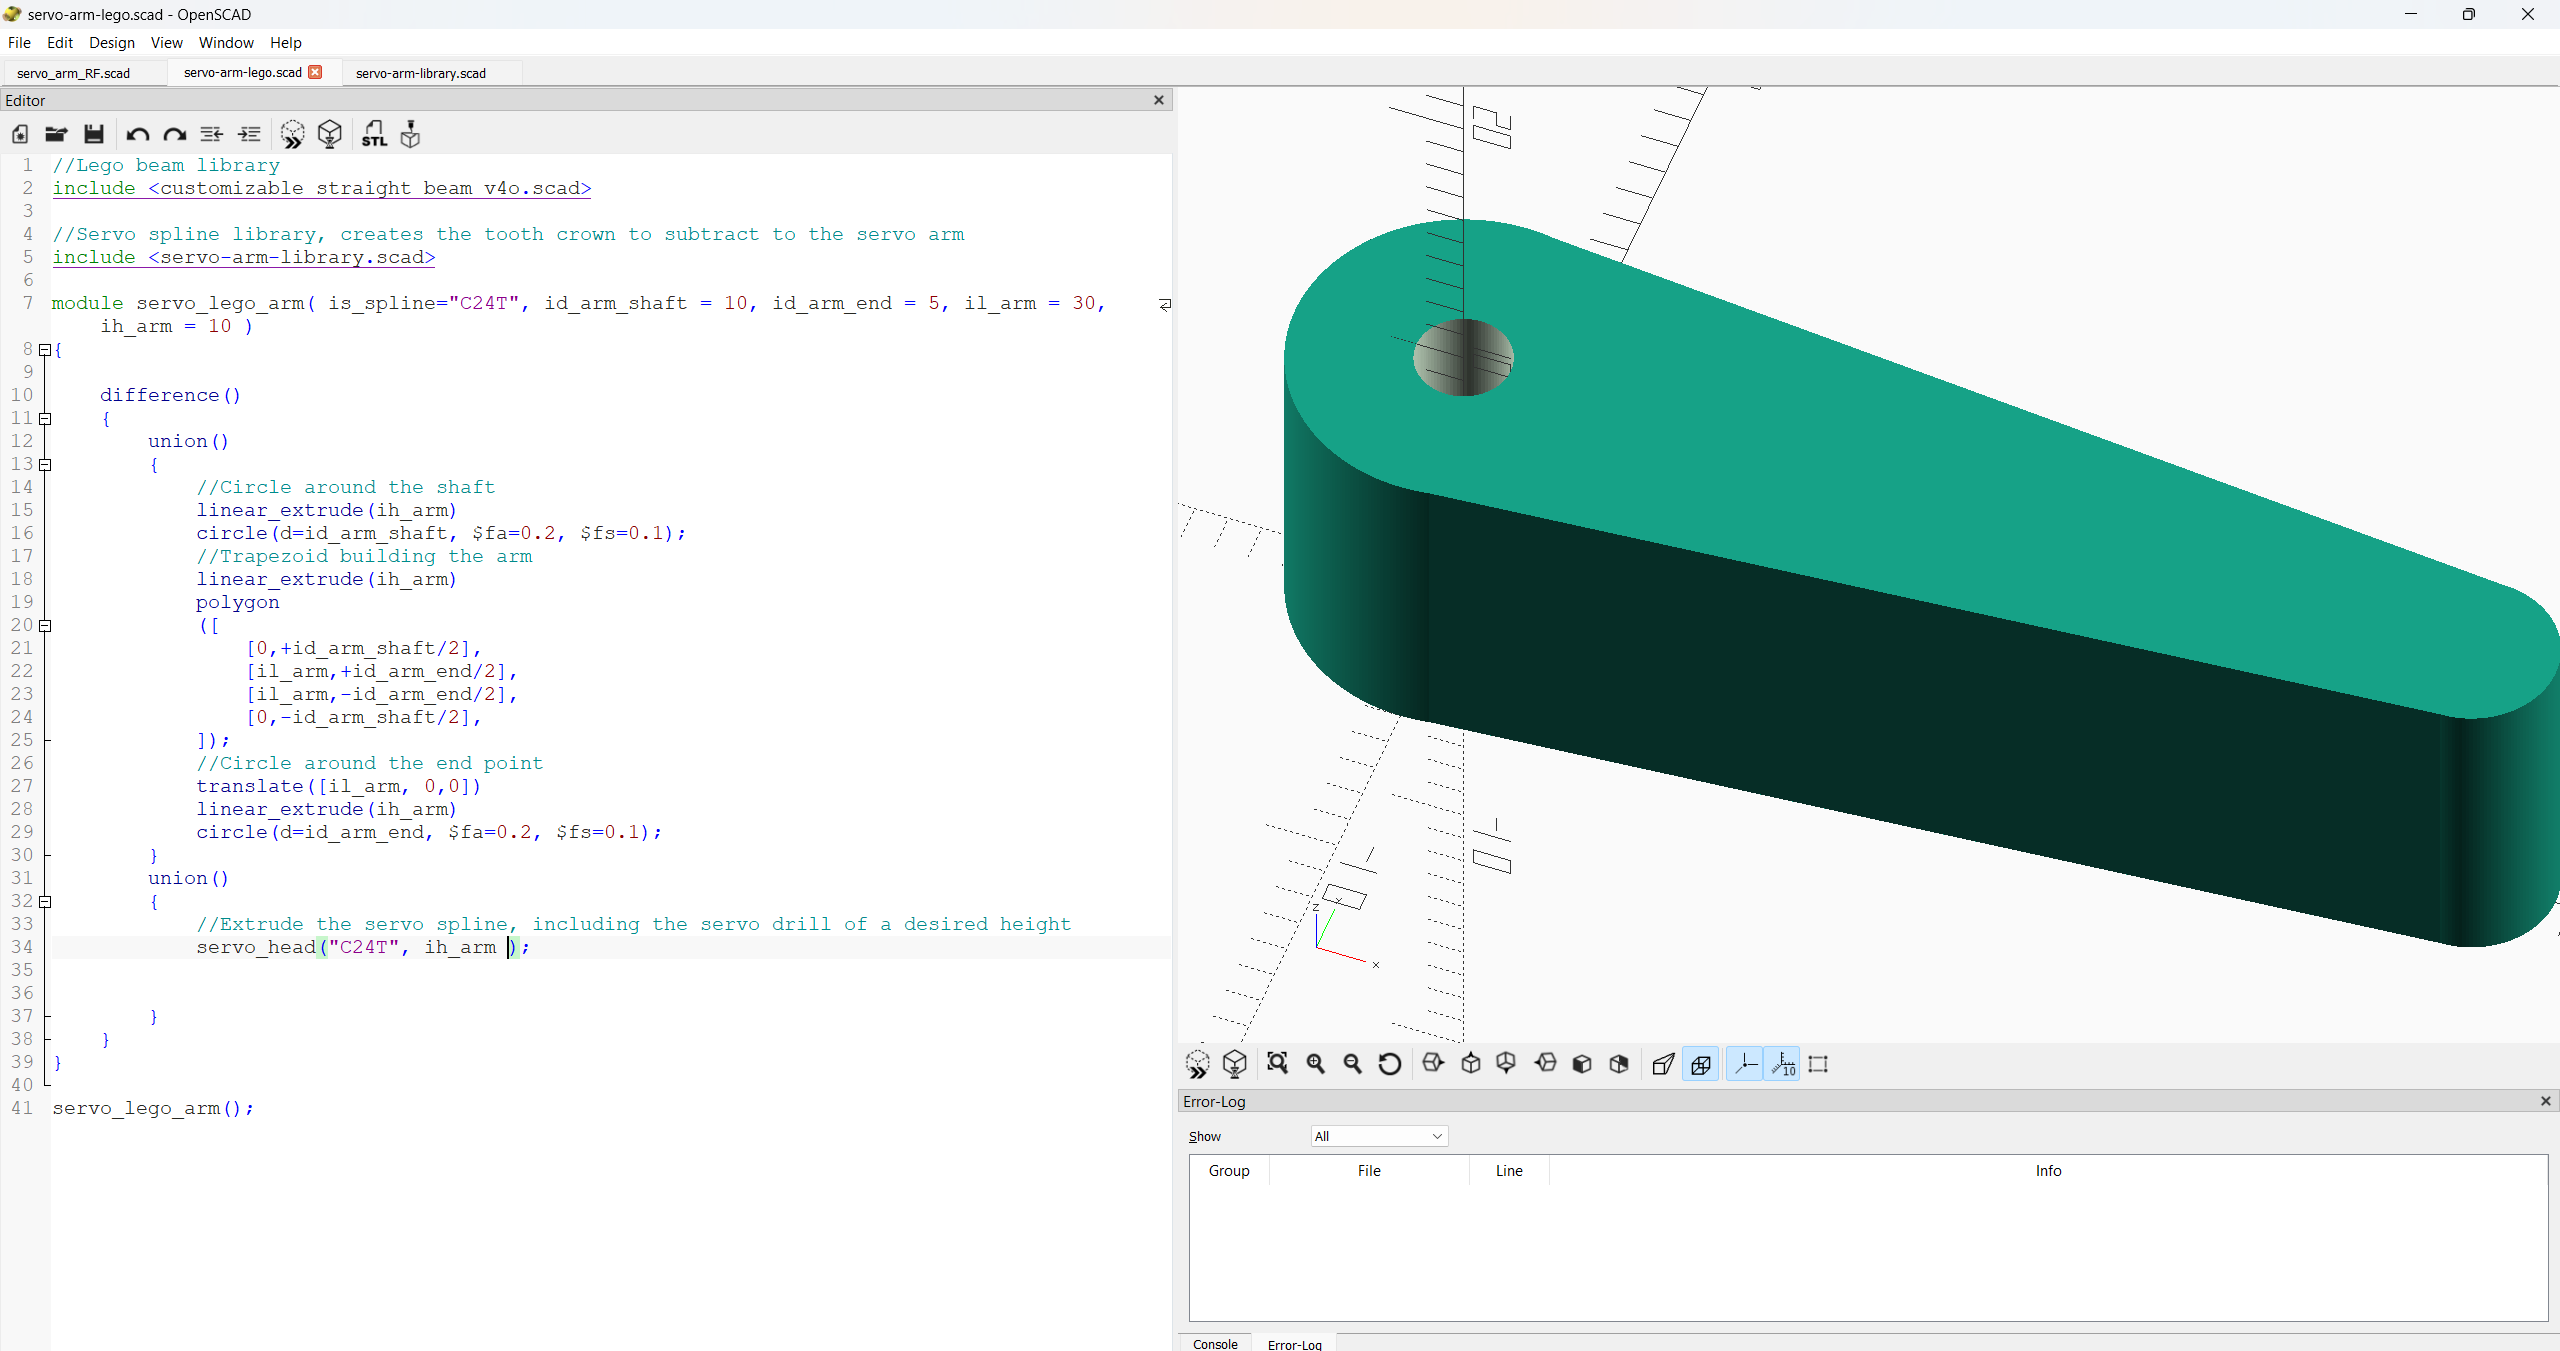 servo-arm-lego.scad - OpenSCAD
File Edit Design View Window Help
servo_arm_RF.scad servo-arm-lego.scad servo-arm-library.scad
Editor
STL
1 //Lego beam library
2 include <customizable_straight_beam_v4o.scad>
3
4 //Servo spline library, creates the tooth crown to subtract to the servo arm
5 include <servo-arm-library.scad>
6
7 module servo_lego_arm( is_spline="C24T", id_arm_shaft = 10, id_arm_end = 5, il_arm = 30,
ih_arm = 10 )
8 {
9
10 difference()
11 {
12 union()
13 {
14 //Circle around the shaft
15 linear_extrude(ih_arm)
16 circle(d=id_arm_shaft, $fa=0.2, $fs=0.1);
17 //Trapezoid building the arm
18 linear_extrude(ih_arm)
19 polygon
20 ([
21 [0,+id_arm_shaft/2],
22 [il_arm,+id_arm_end/2],
23 [il_arm,-id_arm_end/2],
24 [0,-id_arm_shaft/2],
25 ]);
26 //Circle around the end point
27 translate([il_arm, 0,0])
28 linear_extrude(ih_arm)
29 circle(d=id_arm_end, $fa=0.2, $fs=0.1);
30 }
31 union()
32 {
33 //Extrude the servo spline, including the servo drill of a desired height
34 servo_head("C24T", ih_arm );
35
36
37 }
38 }
39 }
40
41 servo_lego_arm();
z
x
10
Error-Log
Show All
Group File Line Info
Console Error-Log